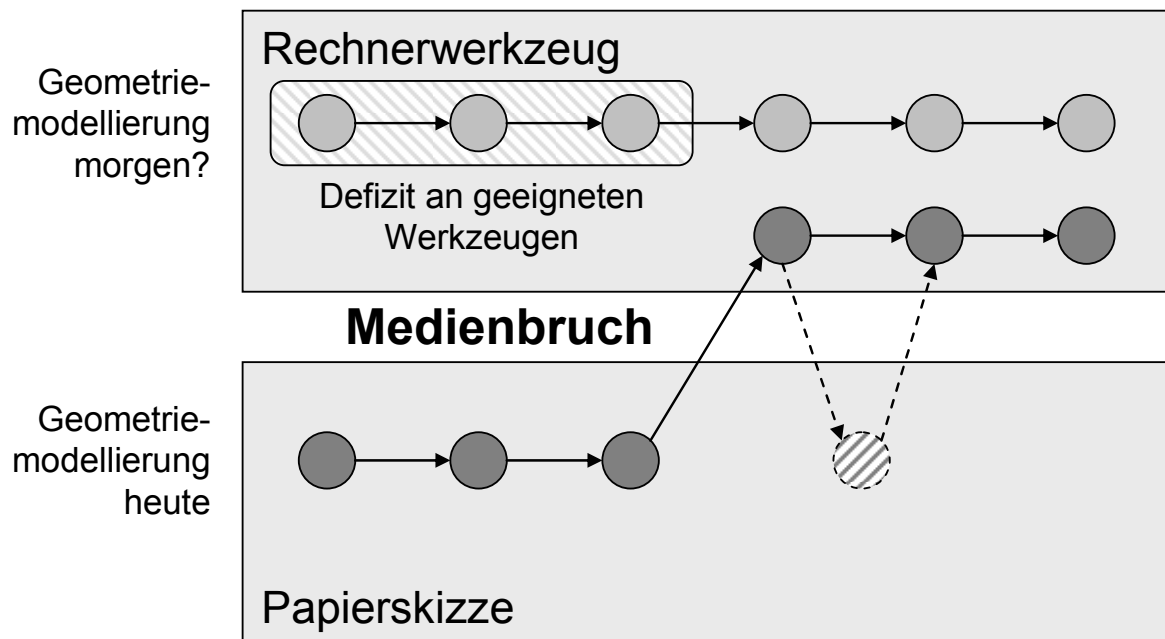 Rechnerwerkzeug
Geometrie-
modellierung
morgen?
Defizit an geeigneten
Werkzeugen
Medienbruch
Geometrie-
modellierung
heute
Papierskizze